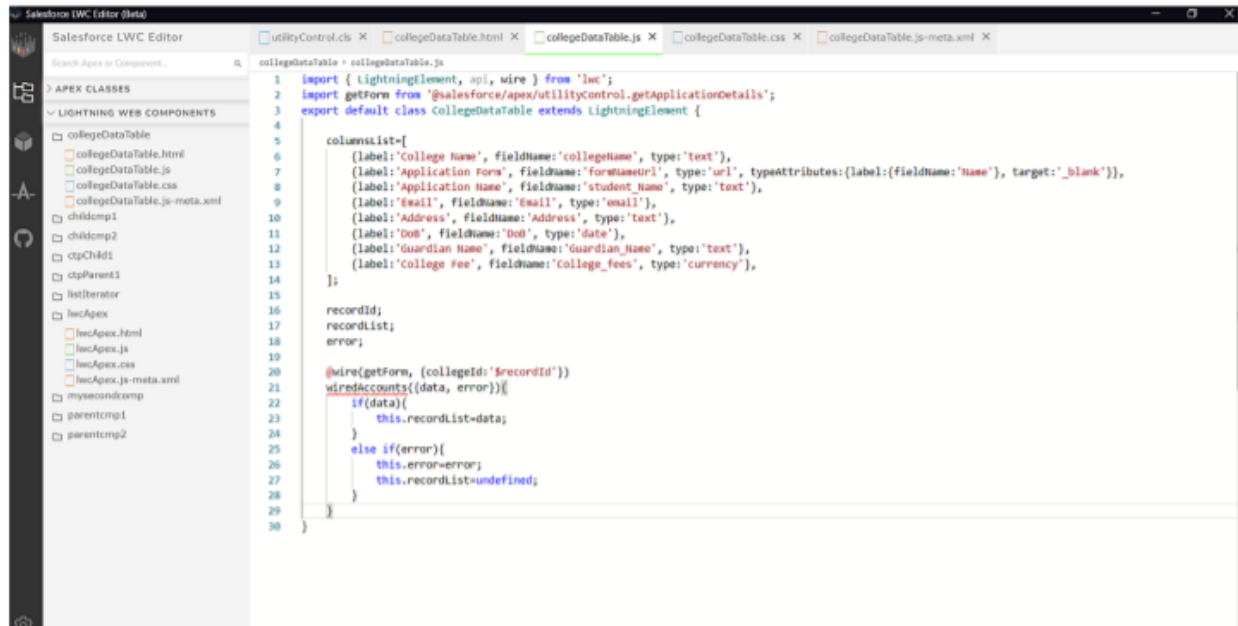 Salesforce LWC Editor (Beta)
Salesforce LWC Editor
utilityControl.cls
collegeDataTable.html
collegeDataTable.js
collegeDataTable.css
collegeDataTable.js-meta.xml
Search Apex or Component...
collegeDataTable › collegeDataTable.js
> APEX CLASSES
LIGHTNING WEB COMPONENTS
collegeDataTable
collegeDataTable.html
collegeDataTable.js
collegeDataTable.css
collegeDataTable.js-meta.xml
childcmp1
childcmp2
ctpChild1
ctpParent1
listIterator
lwcApex
lwcApex.html
lwcApex.js
lwcApex.css
lwcApex.js-meta.xml
mysecondcomp
parentcmp1
parentcmp2
1 import { LightningElement, api, wire } from 'lwc';
2 import getForm from '@salesforce/apex/utilityControl.getApplicationDetails';
3 export default class CollegeDataTable extends LightningElement {
4
5 columnsList=[
6 {label:'College Name', fieldName:'collegeName', type:'text'},
7 {label:'Application Form', fieldName:'formNameUrl', type:'url', typeAttributes:{label:{fieldName:'Name'}, target:'_blank'}},
8 {label:'Application Name', fieldName:'student_Name', type:'text'},
9 {label:'Email', fieldName:'Email', type:'email'},
10 {label:'Address', fieldName:'Address', type:'text'},
11 {label:'DoB', fieldName:'DoB', type:'date'},
12 {label:'Guardian Name', fieldName:'Guardian_Name', type:'text'},
13 {label:'College Fee', fieldName:'College_fees', type:'currency'},
14 ];
15
16 recordId;
17 recordList;
18 error;
19
20 @wire(getForm, {collegeId:'$recordId'})
21 wiredAccounts({data, error}){
22 if(data){
23 this.recordList=data;
24 }
25 else if(error){
26 this.error=error;
27 this.recordList=undefined;
28 }
29 }
30 }